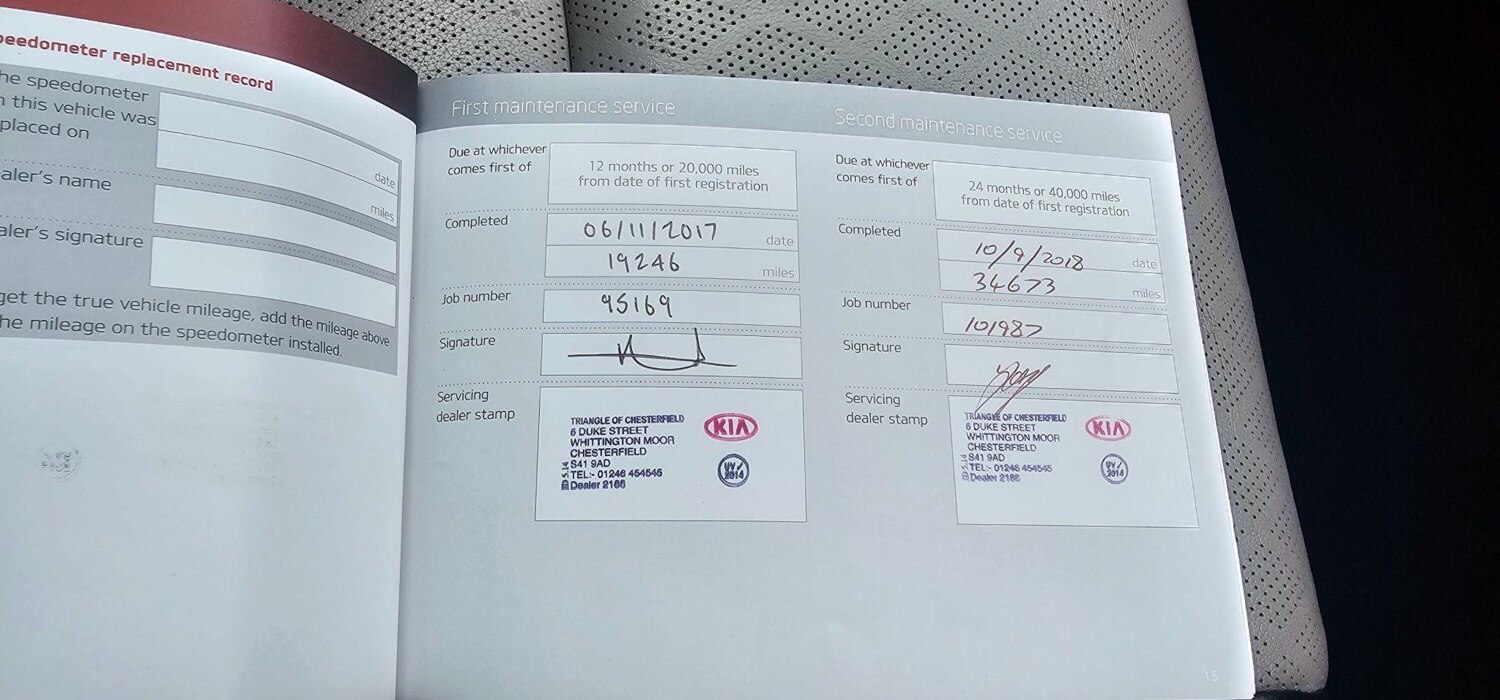 peedometer replacement record
he speedometer
n this vehicle was
placed on
date
miles
aler's name
aler's signature
get the true vehicle mileage, add the mileage above
he mileage on the speedometer installed.
First maintenance service
Due at whichever
comes first of
12 months or 20,000 miles
from date of first registration
Completed
06/11/2017 date
19246 miles
Job number
95169
Signature
Servicing
dealer stamp
TRIANGLE OF CHESTERFIELD
6 DUKE STREET
WHITTINGTON MOOR
CHESTERFIELD
S41 9AD
TEL:- 01246 454545
Dealer 2166
KIA
2014
Second maintenance service
Due at whichever
comes first of
24 months or 40,000 miles
from date of first registration
Completed
10/9/2018 date
34673 miles
Job number
101987
Signature
Servicing
dealer stamp
TRIANGLE OF CHESTERFIELD
6 DUKE STREET
WHITTINGTON MOOR
CHESTERFIELD
S41 9AD
TEL:- 01246 454545
Dealer 2166
KIA
2014
15